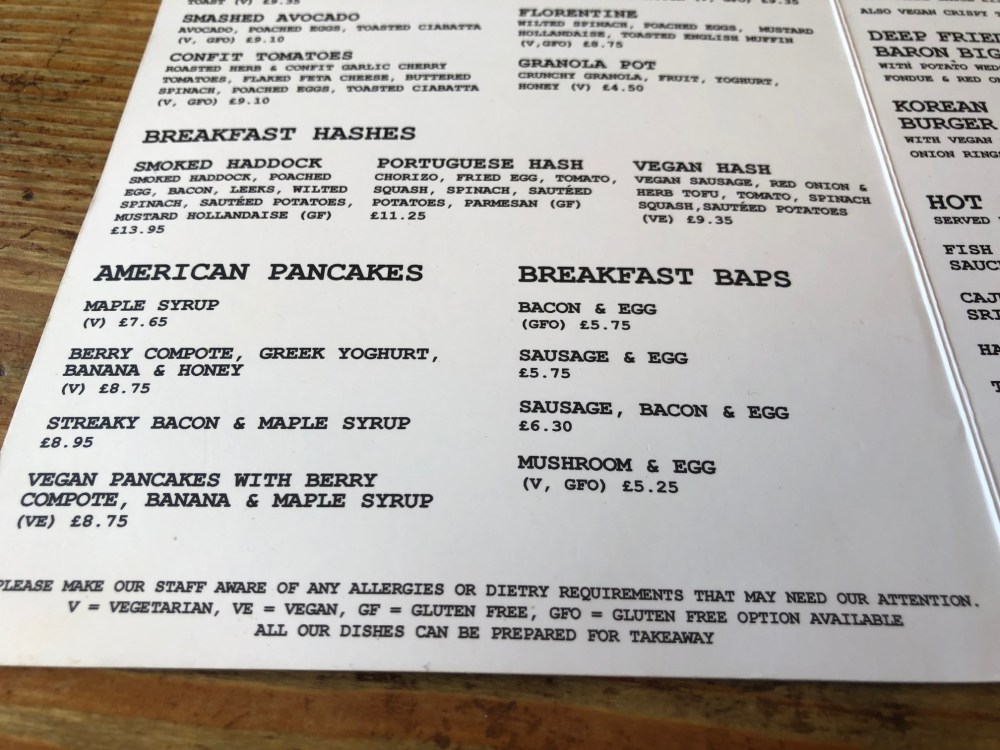 TOAST (V) £9.35
SMASHED AVOCADO
AVOCADO, POACHED EGGS, TOASTED CIABATTA
(V, GFO) £9.10
CONFIT TOMATOES
ROASTED HERB & CONFIT GARLIC CHERRY
TOMATOES, FLAKED FETA CHEESE, BUTTERED
SPINACH, POACHED EGGS, TOASTED CIABATTA
(V, GFO) £9.10
£9.35
FLORENTINE
WILTED SPINACH, POACHED EGGS, MUSTARD
HOLLANDAISE, TOASTED ENGLISH MUFFIN
(V,GFO) £8.75
GRANOLA POT
CRUNCHY GRANOLA, FRUIT, YOGHURT,
HONEY (V) £4.50
BREAKFAST HASHES
SMOKED HADDOCK
SMOKED HADDOCK, POACHED
EGG, BACON, LEEKS, WILTED
SPINACH, SAUTÉED POTATOES,
MUSTARD HOLLANDAISE (GF)
£13.95
PORTUGUESE HASH
CHORIZO, FRIED EGG, TOMATO,
SQUASH, SPINACH, SAUTÉED
POTATOES, PARMESAN (GF)
£11.25
VEGAN HASH
VEGAN SAUSAGE, RED ONION &
HERB TOFU, TOMATO, SPINACH
SQUASH,SAUTÉED POTATOES
(VE) £9.35
AMERICAN PANCAKES
MAPLE SYRUP
(V) £7.65
BERRY COMPOTE, GREEK YOGHURT,
BANANA & HONEY
(V) £8.75
STREAKY BACON & MAPLE SYRUP
£8.95
VEGAN PANCAKES WITH BERRY
COMPOTE, BANANA & MAPLE SYRUP
(VE) £8.75
BREAKFAST BAPS
BACON & EGG
(GFO) £5.75
SAUSAGE & EGG
£5.75
SAUSAGE, BACON & EGG
£6.30
MUSHROOM & EGG
(V, GFO) £5.25
PLEASE MAKE OUR STAFF AWARE OF ANY ALLERGIES OR DIETRY REQUIREMENTS THAT MAY NEED OUR ATTENTION.
V = VEGETARIAN, VE = VEGAN, GF = GLUTEN FREE, GFO = GLUTEN FREE OPTION AVAILABLE
ALL OUR DISHES CAN BE PREPARED FOR TAKEAWAY
ALSO VEGAN CRISPY
DEEP FRIED
BARON BIG
WITH POTATO WED
FONDUE & RED
KOREAN
BURGER
WITH VEGAN
ONION RINGS
HOT
SERVED
FISH
SAUC
CAJ
SRI
HA